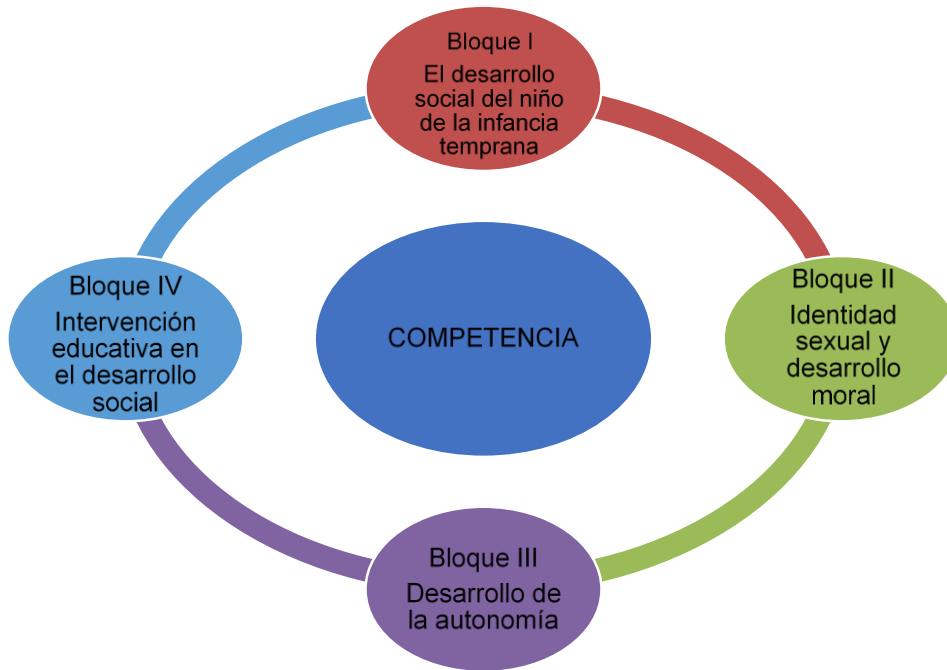 Bloque I
El desarrollo
social del niño
de la infancia
temprana
Bloque II
Identidad
sexual y
desarrollo
moral
Bloque III
Desarrollo de
la autonomía
Bloque IV
Intervención
educativa en
el desarrollo
social
COMPETENCIA